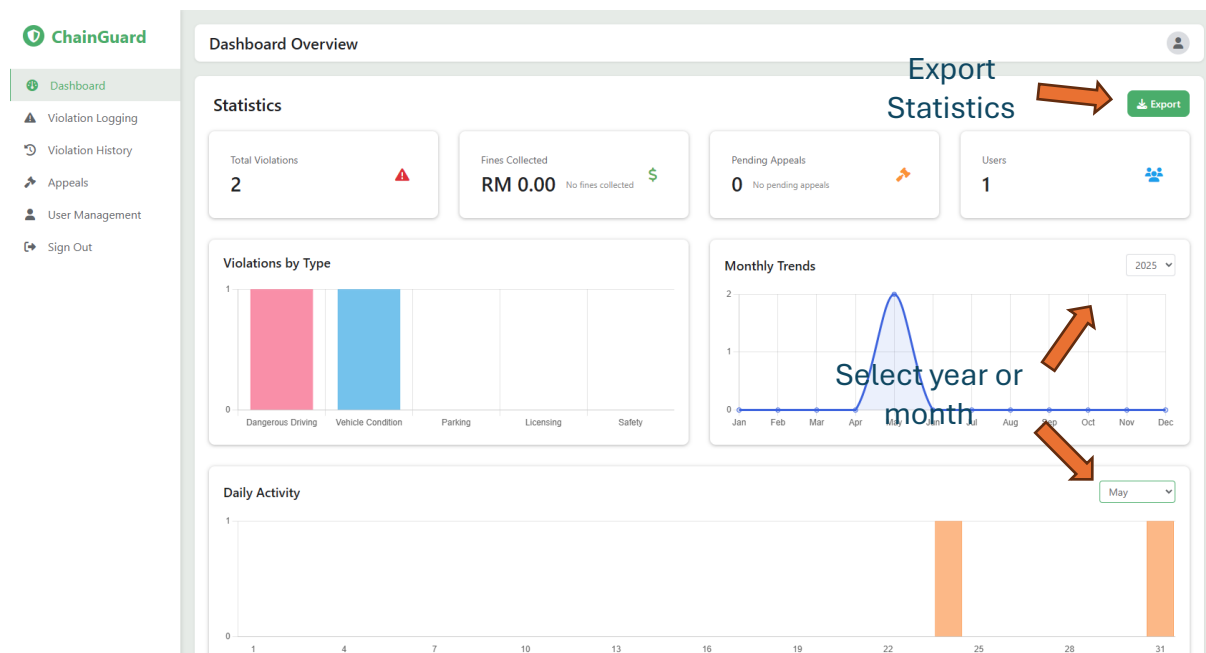 ChainGuard
Dashboard
Violation Logging
Violation History
Appeals
User Management
Sign Out
Dashboard Overview
Export
Statistics
Statistics
Export
Total Violations
2
Fines Collected
RM 0.00 No fines collected
$
Pending Appeals
0 No pending appeals
Users
1
Violations by Type
1
0
Dangerous Driving Vehicle Condition Parking Licensing Safety
Monthly Trends
2025
2
1
0
Jan Feb Mar Apr May Jun Jul Aug Sep Oct Nov Dec
Select year or
month
Daily Activity
May
1
0
1 4 7 10 13 16 19 22 25 28 31